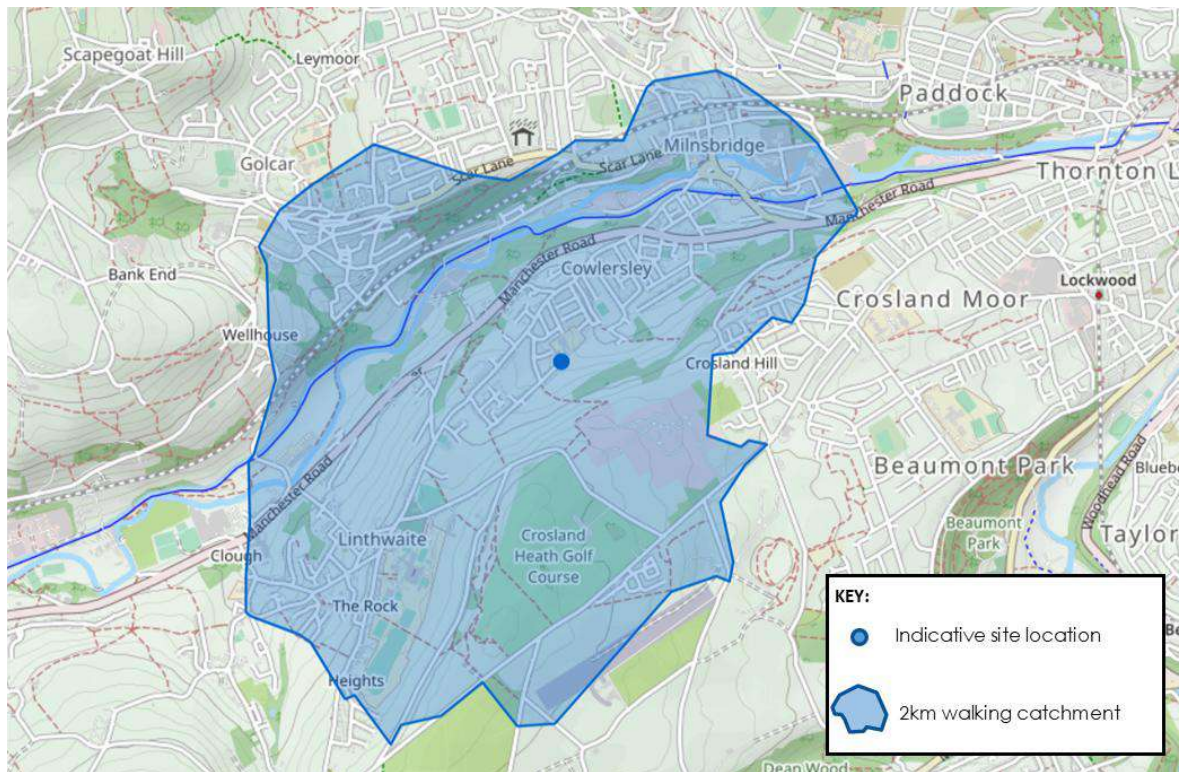 Scapegoat Hill
Leymoor
Paddock
Milnsbridge
Golcar
Scar Lane
Scar Lane
Thornton L
Manchester Road
Manchester Road
Cowlersley
Bank End
Lockwood
Crosland Moor
Wellhouse
Crosland Hill
Beaumont Park
Blueb
Woodhead Road
Manchester Road
Linthwaite
Crosland
Heath Golf
Course
Beaumont
Park
Taylor
Clough
The Rock
Heights
Dean Wood
KEY:
Indicative site location
2km walking catchment